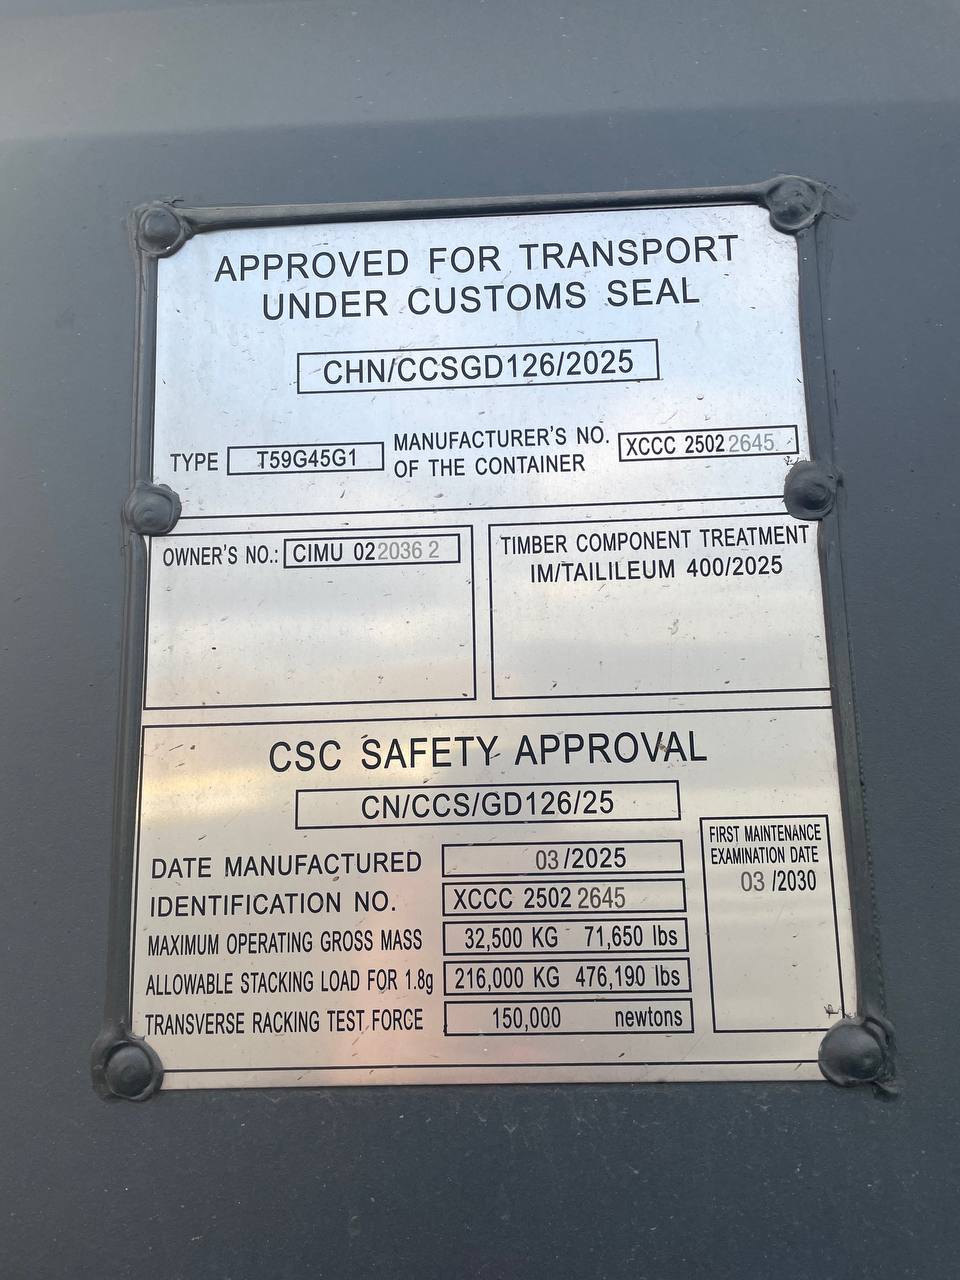 APPROVED FOR TRANSPORT
UNDER CUSTOMS SEAL
CHN/CCSGD126/2025
TYPE T59G45G1 MANUFACTURER'S NO. OF THE CONTAINER XCCC 2502 2645
OWNER'S NO.: CIMU 022036 2
TIMBER COMPONENT TREATMENT
IM/TAILILEUM 400/2025
CSC SAFETY APPROVAL
CN/CCS/GD126/25
DATE MANUFACTURED 03/2025
IDENTIFICATION NO. XCCC 2502 2645
MAXIMUM OPERATING GROSS MASS 32,500 KG 71,650 lbs
ALLOWABLE STACKING LOAD FOR 1.8g 216,000 KG 476,190 lbs
TRANSVERSE RACKING TEST FORCE 150,000 newtons
FIRST MAINTENANCE
EXAMINATION DATE
03 /2030